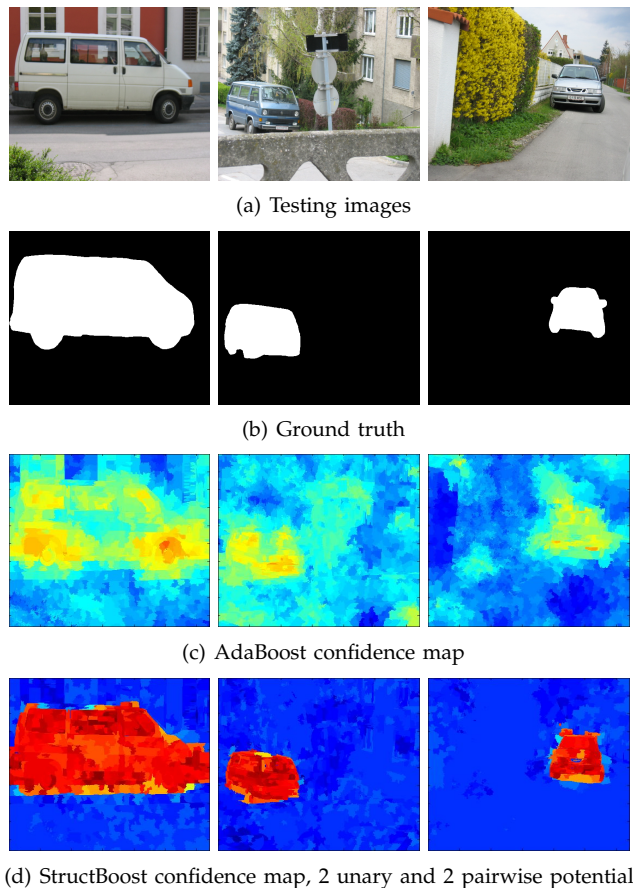 (a) Testing images
(b) Ground truth
(c) AdaBoost confidence map
(d) StructBoost confidence map, 2 unary and 2 pairwise potential